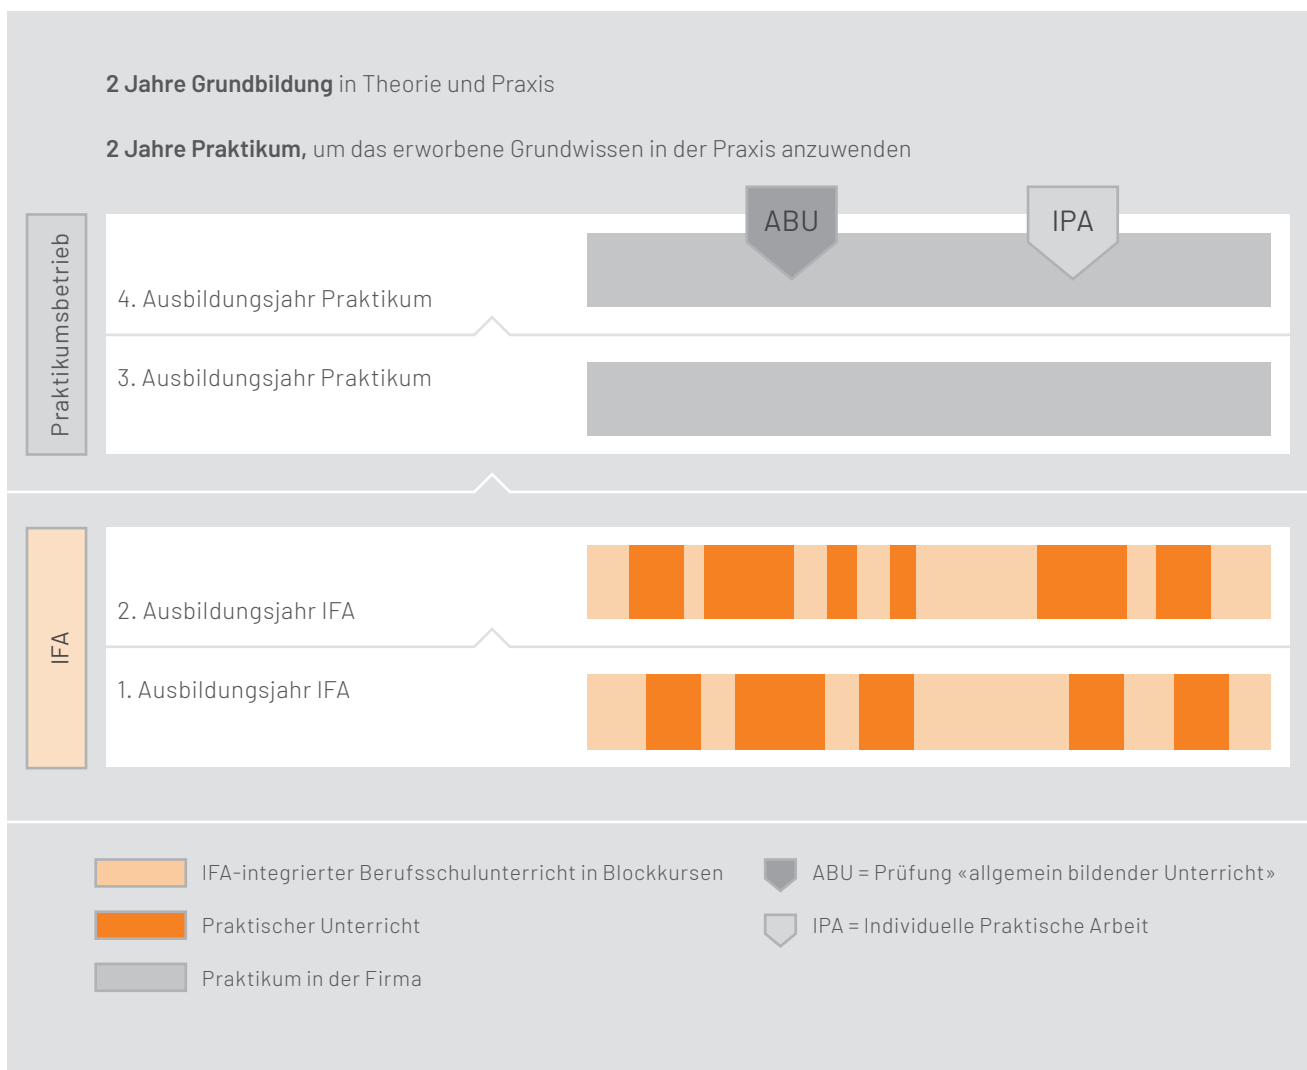 2 Jahre Grundbildung in Theorie und Praxis
2 Jahre Praktikum, um das erworbene Grundwissen in der Praxis anzuwenden
ABU
IPA
Praktikumsbetrieb
4. Ausbildungsjahr Praktikum
3. Ausbildungsjahr Praktikum
IFA
2. Ausbildungsjahr IFA
1. Ausbildungsjahr IFA
IFA-integrierter Berufsschulunterricht in Blockkursen
Praktischer Unterricht
Praktikum in der Firma
ABU = Prüfung «allgemein bildender Unterricht»
IPA = Individuelle Praktische Arbeit